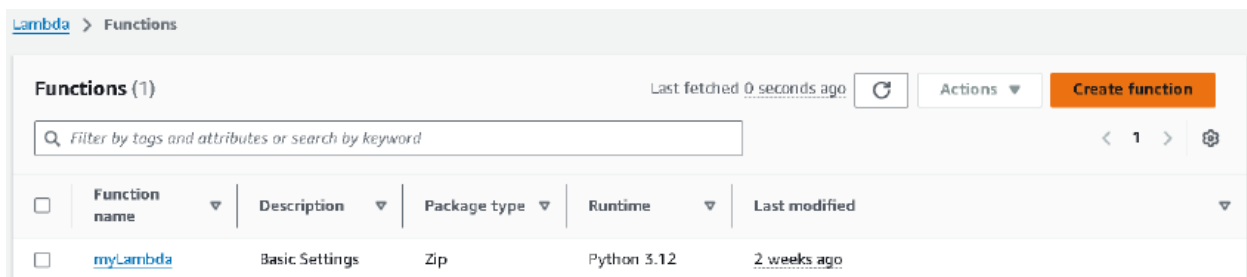 Lambda > Functions
Functions (1) Last fetched 0 seconds ago Actions Create function
Filter by tags and attributes or search by keyword 1
Function name Description Package type Runtime Last modified
myLambda Basic Settings Zip Python 3.12 2 weeks ago